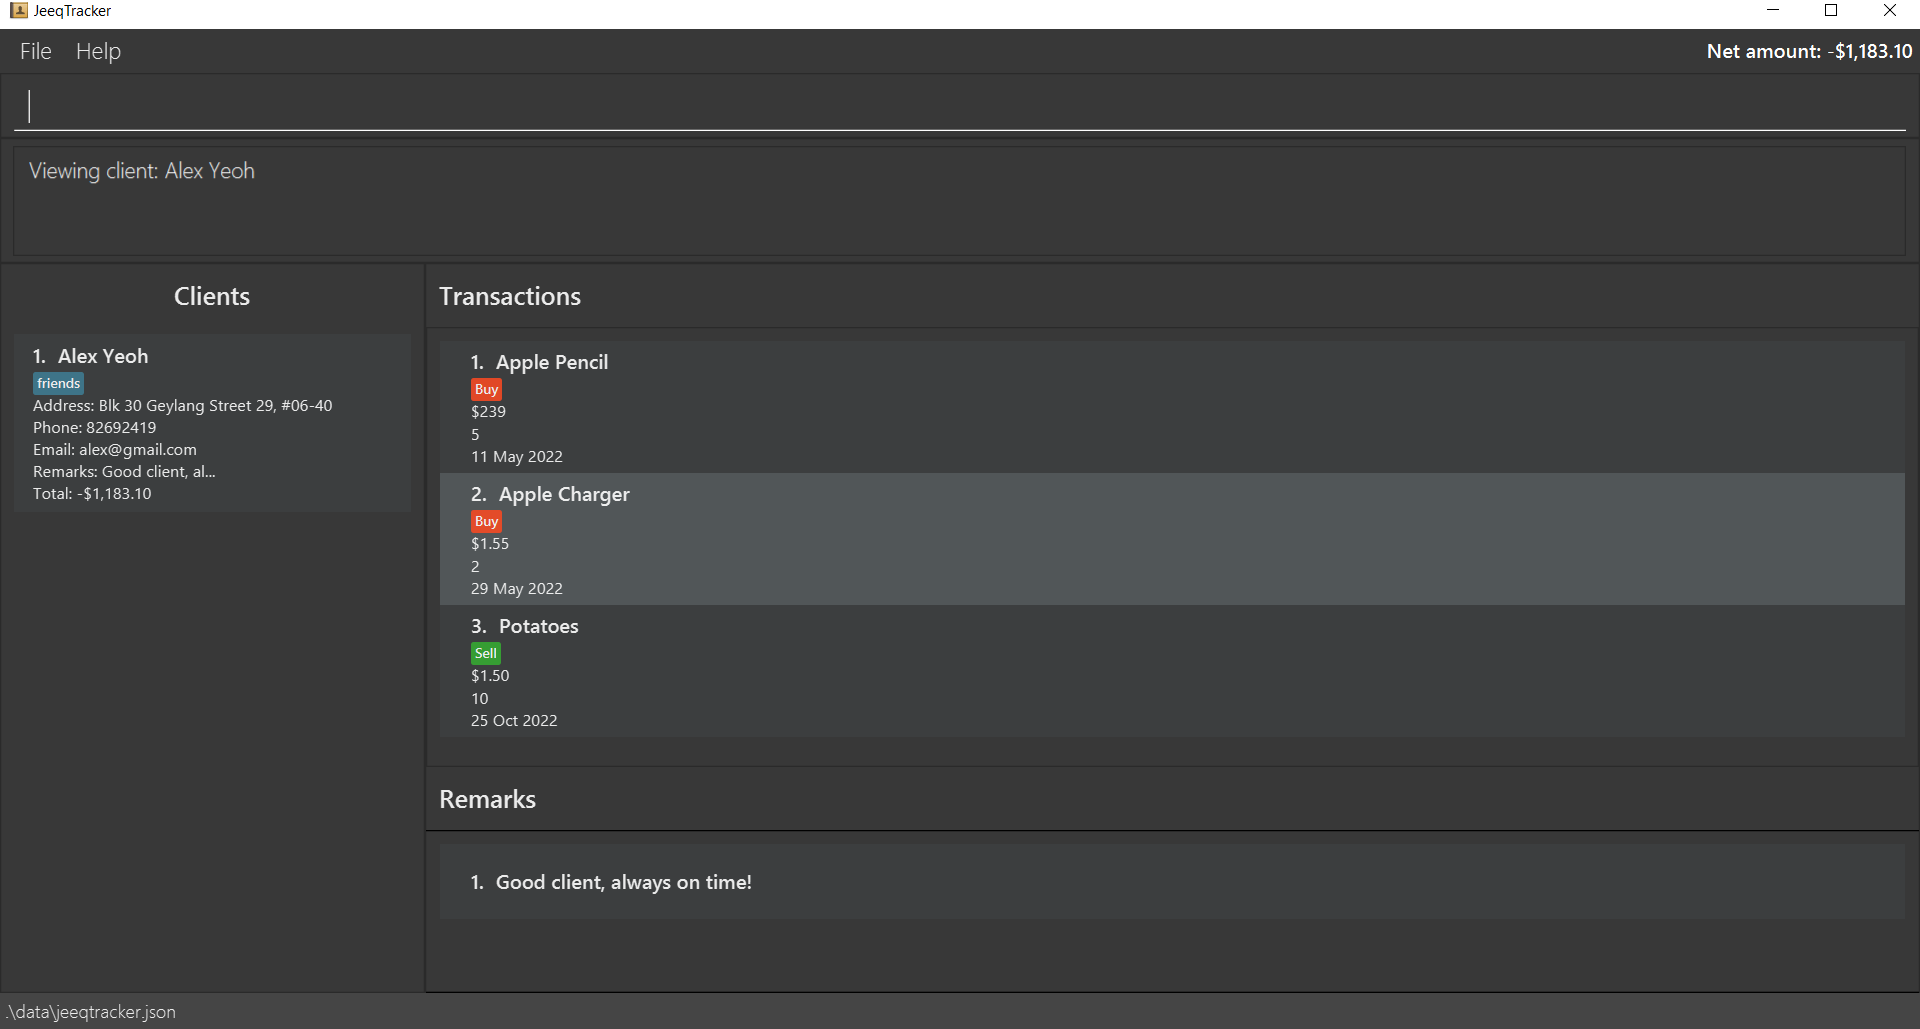 JeeqTracker
File Help
Net amount: -$1,183.10
Viewing client: Alex Yeoh
Clients
1. Alex Yeoh
friends
Address: Blk 30 Geylang Street 29, #06-40
Phone: 82692419
Email: alex@gmail.com
Remarks: Good client, al...
Total: -$1,183.10
Transactions
1. Apple Pencil
Buy
$239
5
11 May 2022
2. Apple Charger
Buy
$1.55
2
29 May 2022
3. Potatoes
Sell
$1.50
10
25 Oct 2022
Remarks
1. Good client, always on time!
.\data\jeeqtracker.json